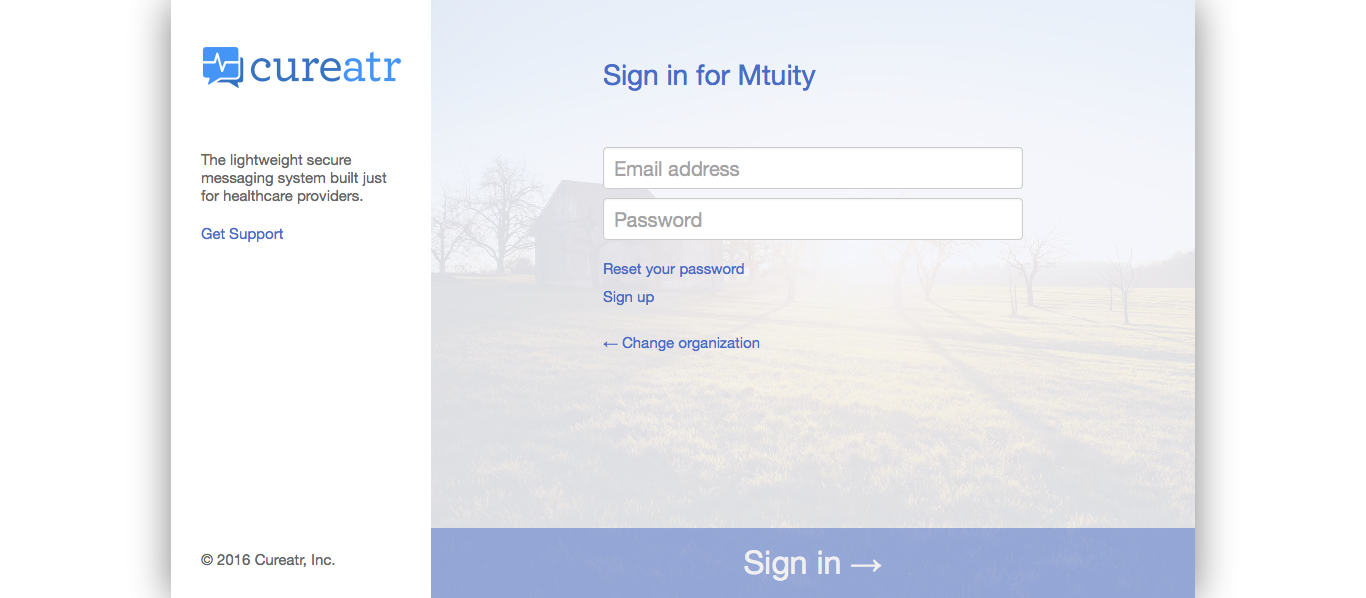 cureatr
The lightweight secure
messaging system built just
for healthcare providers.
Get Support
© 2016 Cureatr, Inc.
Sign in for Mtuity
Email address
Password
Reset your password
Sign up
← Change organization
Sign in →